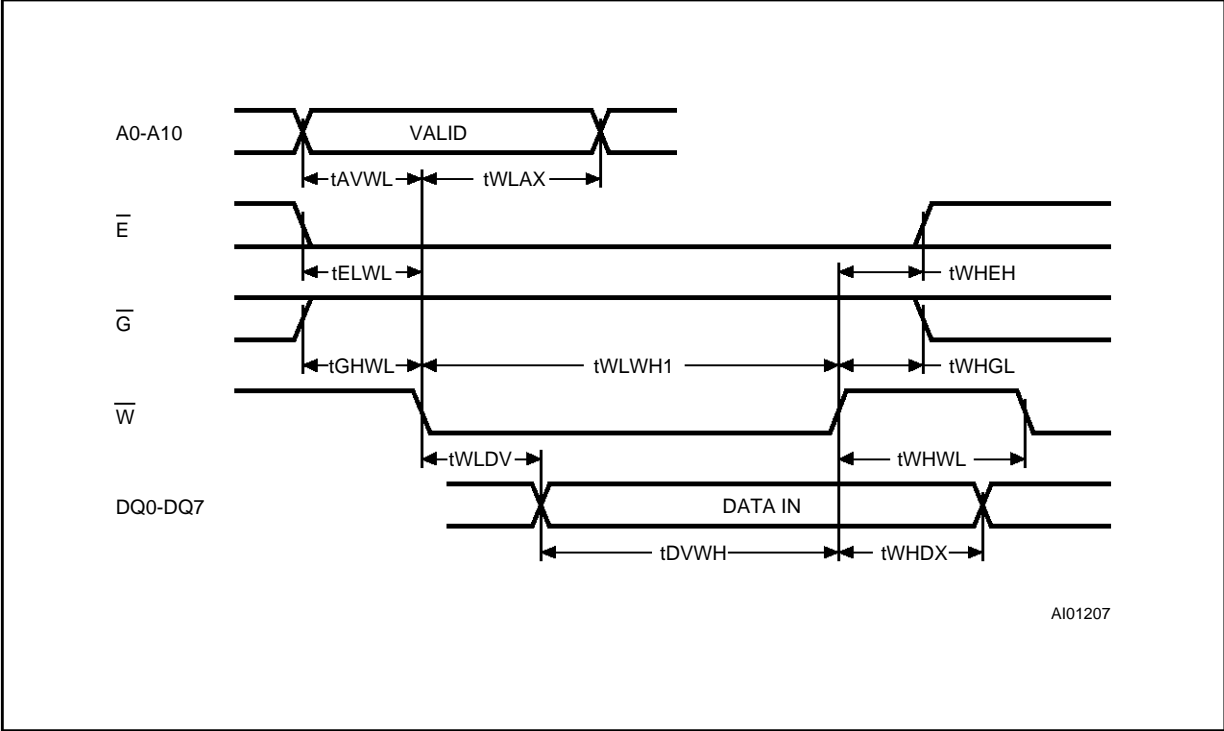 A0-A10
VALID
tAVWL
tWLAX
E̅
tELWL
tWHEH
G̅
tGHWL
tWLWH1
tWHGL
W̅
tWLDV
tWHWL
DQ0-DQ7
DATA IN
tDVWH
tWHDX
AI01207